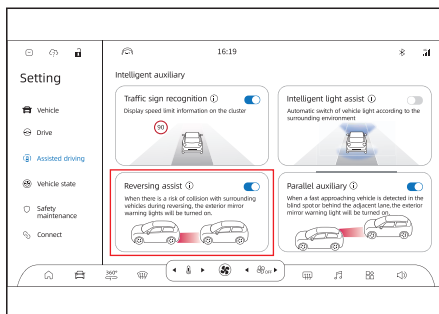 16:19
Setting
Intelligent auxiliary
Vehicle
Drive
Assisted driving
Vehicle state
Safety
maintenance
Connect
Traffic sign recognition
Display speed limit information on the cluster
90
Intelligent light assist
Automatic switch of vehicle light according to the
surrounding environment
Reversing assist
When there is a risk of collision with surrounding
vehicles during reversing, the exterior mirror
warning lights will be turned on.
Parallel auxiliary
When a fast approaching vehicle is detected in the
blind spot or behind the adjacent lane,the exterior
mirror warning light will be turned on.
360°
OFF